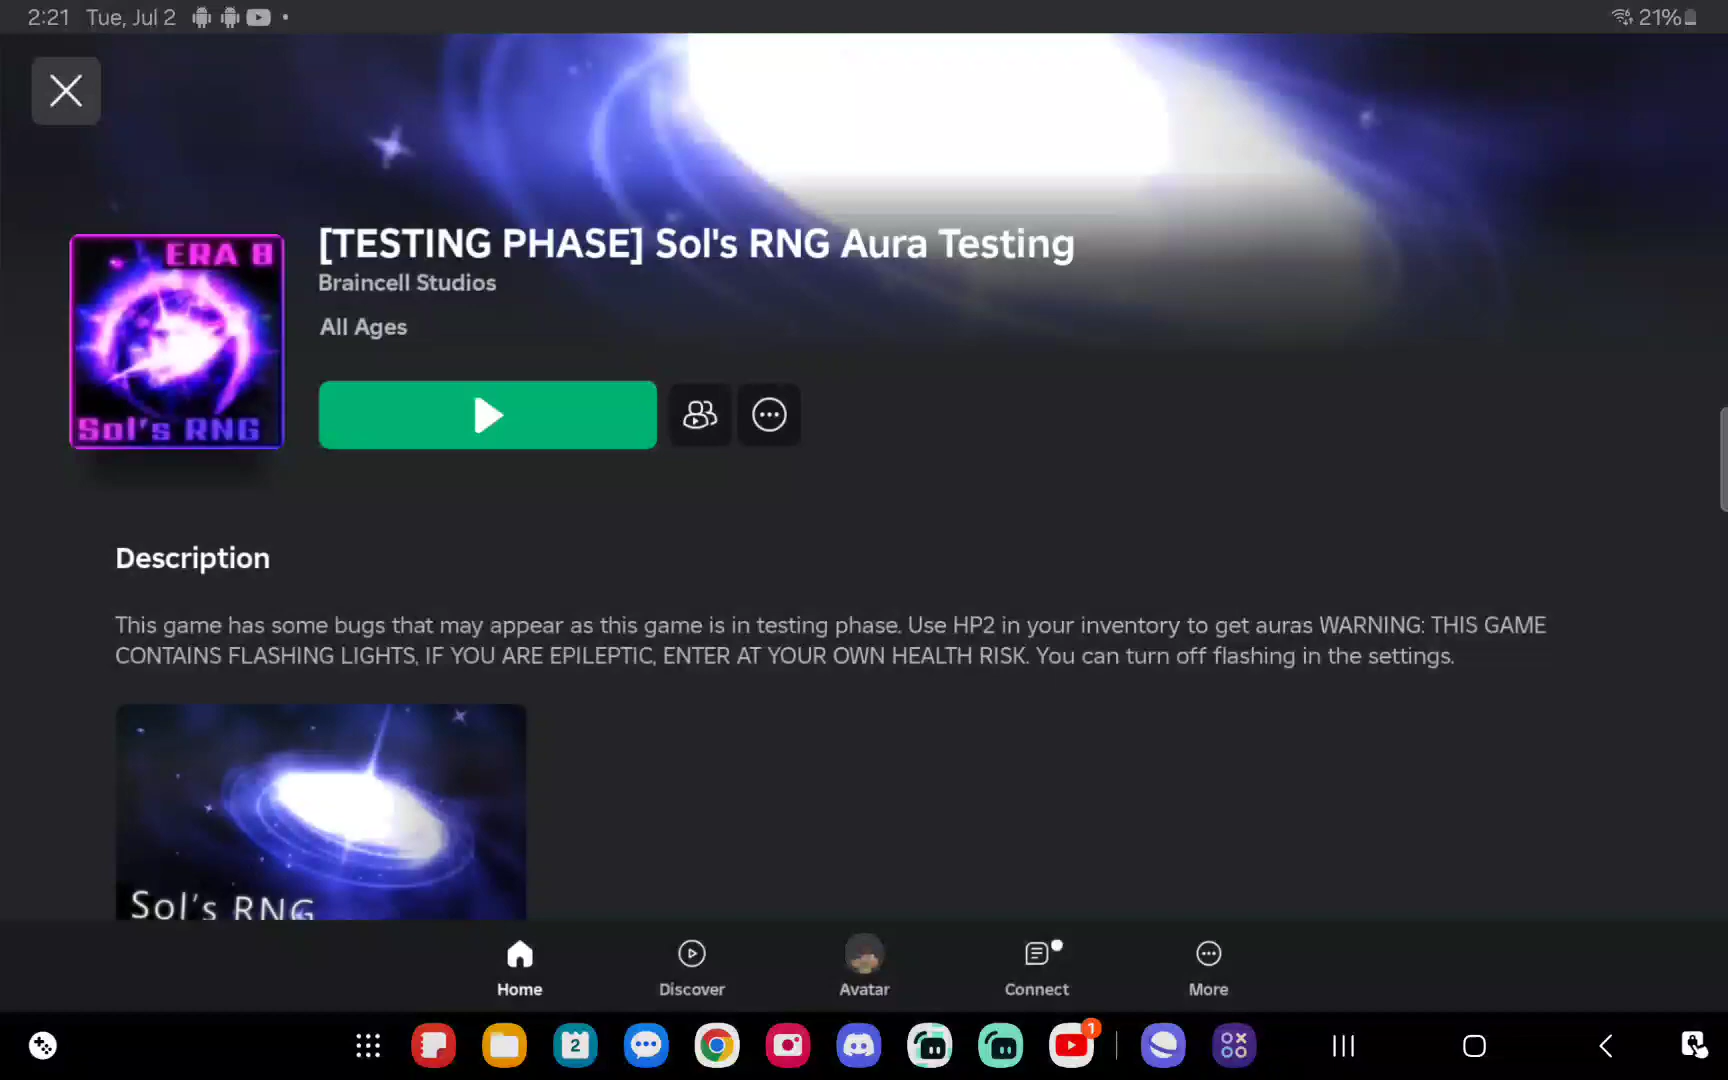 2:21 Tue, Jul 2
21%
ERA 8
Sol's RNG
[TESTING PHASE] Sol's RNG Aura Testing
Braincell Studios
All Ages
Description
This game has some bugs that may appear as this game is in testing phase. Use HP2 in your inventory to get auras WARNING: THIS GAME
CONTAINS FLASHING LIGHTS, IF YOU ARE EPILEPTIC, ENTER AT YOUR OWN HEALTH RISK. You can turn off flashing in the settings.
Sol's RNG
Home
Discover
Avatar
Connect
More
2
1